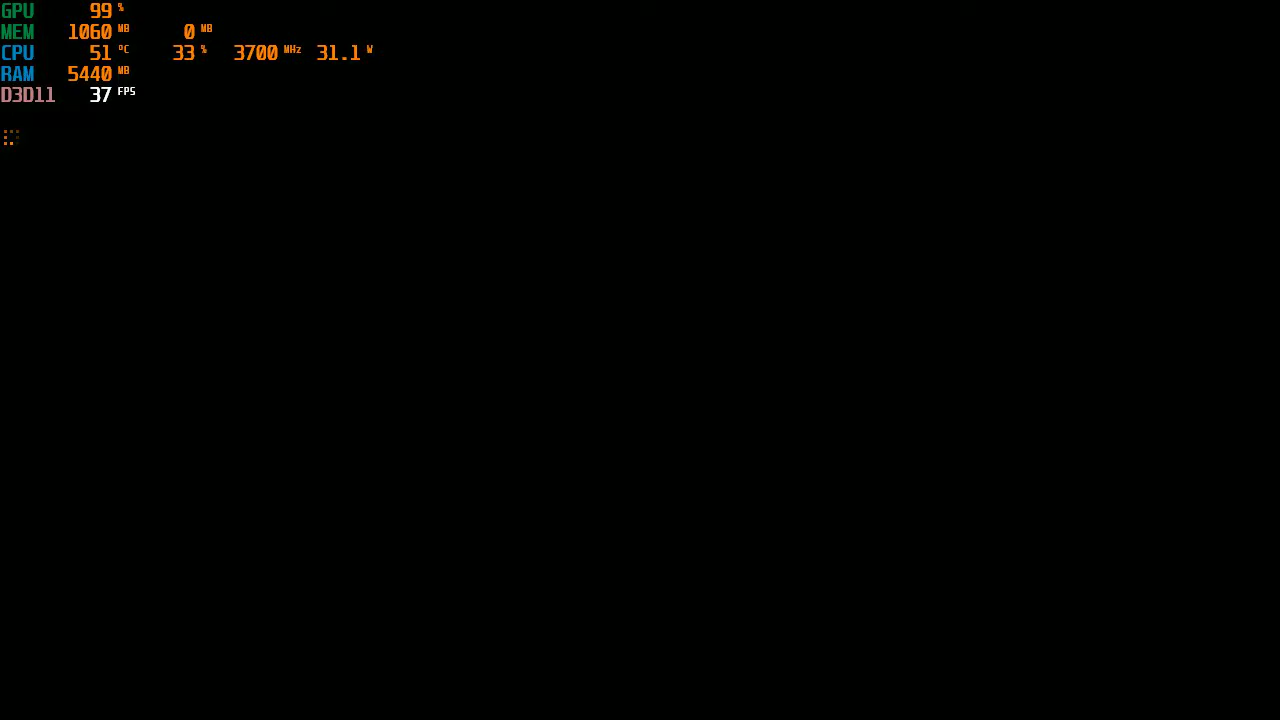 GPU 99 %
MEM 1060 MB 0 MB
CPU 51 °C 33 % 3700 MHz 31.1 W
RAM 5440 MB
D3D11 37 FPS